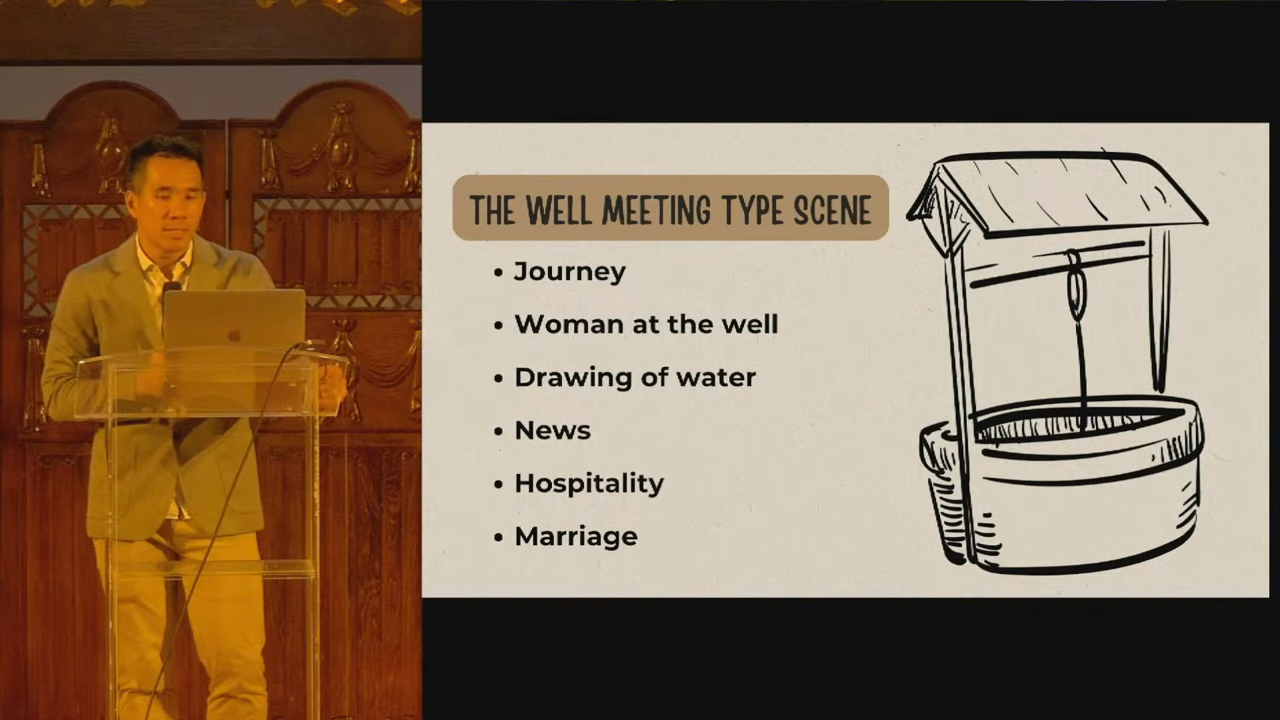 THE WELL MEETING TYPE SCENE
• Journey
• Woman at the well
• Drawing of water
• News
• Hospitality
• Marriage